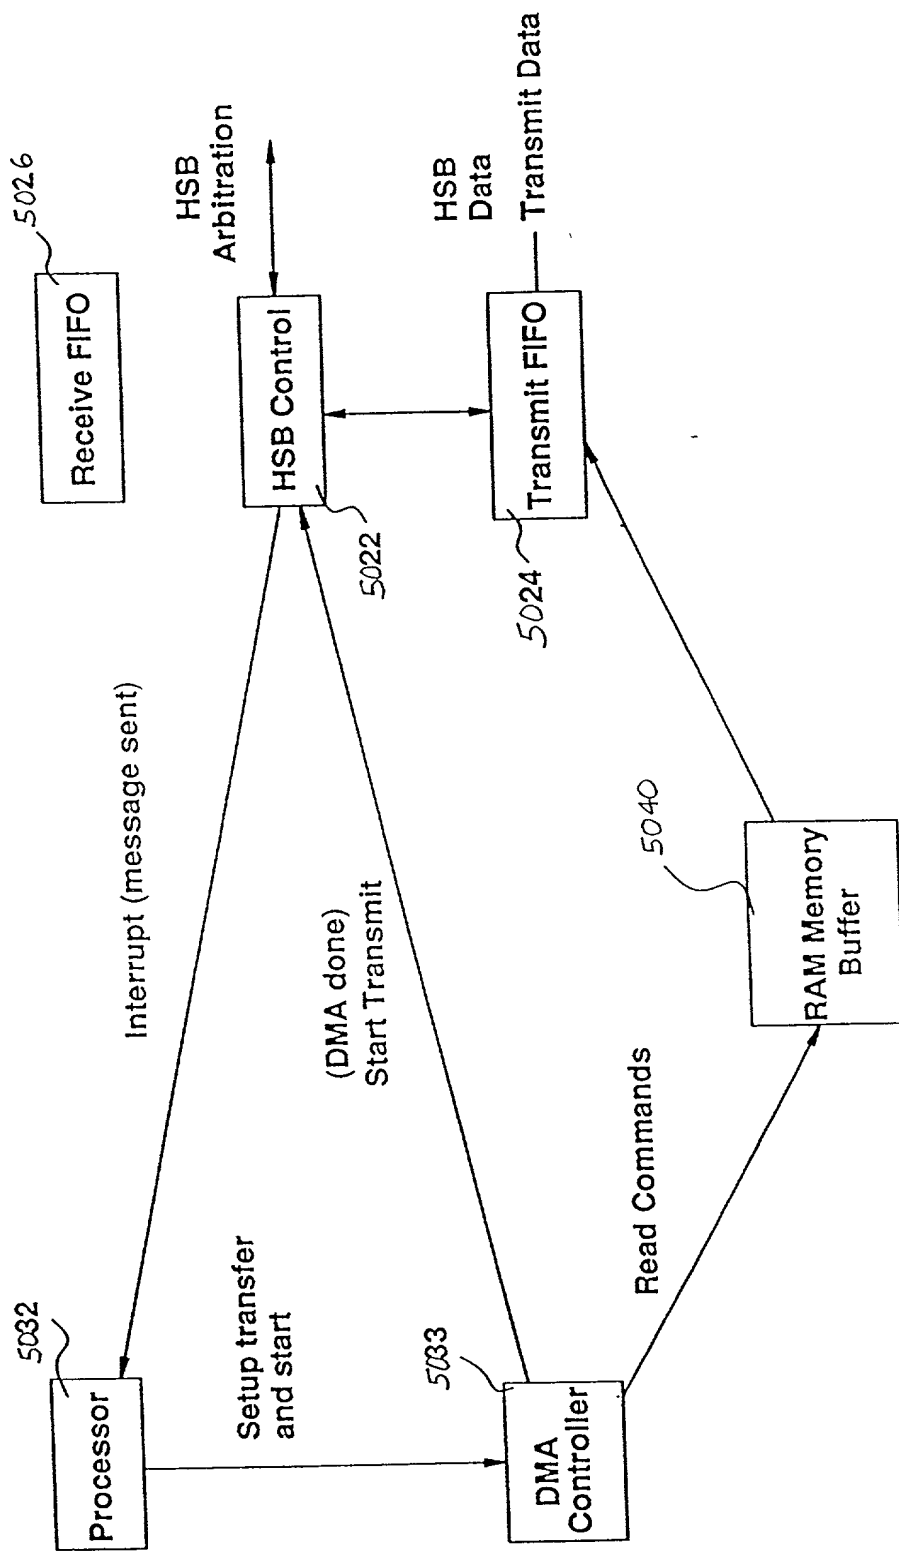 Receive FIFO
5026
HSB
Arbitration
HSB Control
5022
Interrupt (message sent)
Processor
5032
Setup transfer
and start
(DMA done)
Start Transmit
HSB
Data
Transmit Data
Transmit FIFO
5024
DMA
Controller
5033
Read Commands
RAM Memory
Buffer
5040